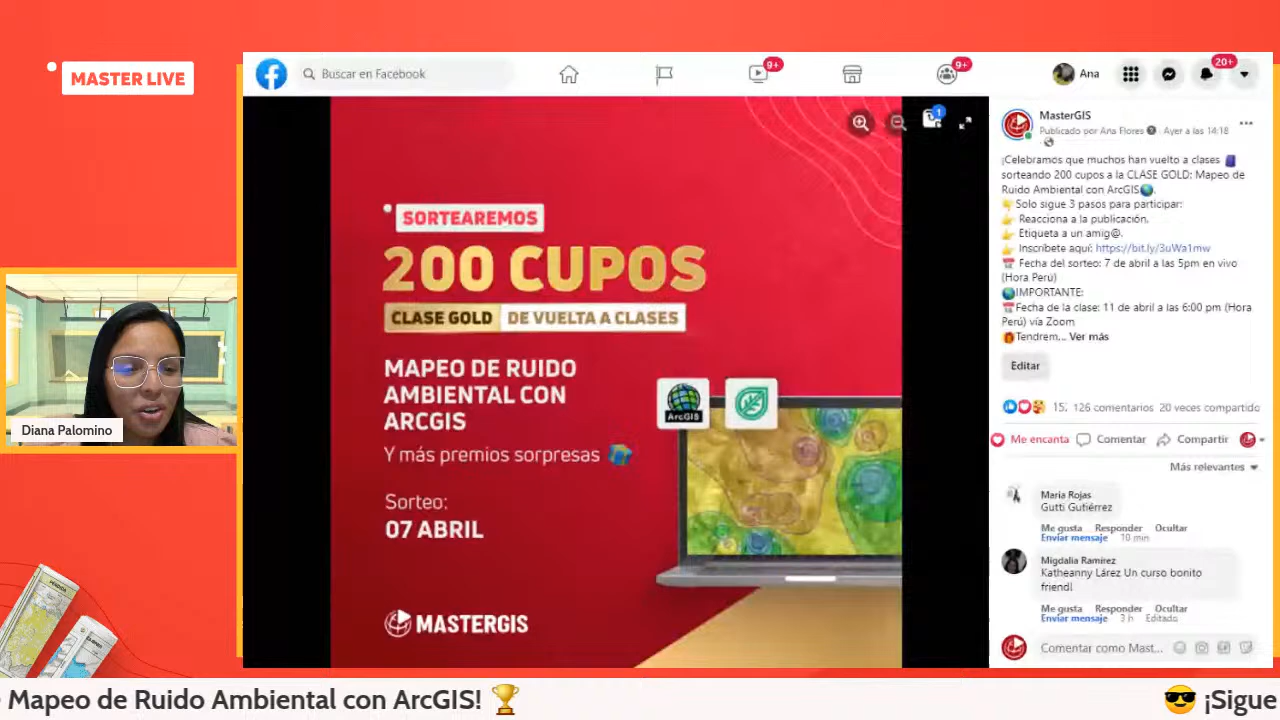 MASTER LIVE
Buscar en Facebook
9+
9+
Ana
20+
1
SORTEAREMOS
200 CUPOS
CLASE GOLD DE VUELTA A CLASES
MAPEO DE RUIDO
AMBIENTAL CON
ARCGIS
Y más premios sorpresas
Sorteo:
07 ABRIL
MASTERGIS
ArcGIS
MasterGIS
Publicado por Ana Flores · Ayer a las 14:18 ·
¡Celebramos que muchos han vuelto a clases
sorteando 200 cupos a la CLASE GOLD: Mapeo de
Ruido Ambiental con ArcGIS.
Solo sigue 3 pasos para participar:
Reacciona a la publicación.
Etiqueta a un amig@.
Inscríbete aquí: https://bit.ly/3uWa1mw
Fecha del sorteo: 7 de abril a las 5pm en vivo
(Hora Perú)
IMPORTANTE:
Fecha de la clase: 11 de abril a las 6:00 pm (Hora
Perú) vía Zoom
Tendrem... Ver más
Editar
126 comentarios 20 veces compartido
Me encanta Comentar Compartir
Más relevantes
Maria Rojas
Gutti Gutiérrez
Me gusta Responder Ocultar
Enviar mensaje 10 min
Migdalia Ramírez
Katheanny Lárez Un curso bonito
friendl
Me gusta Responder Ocultar
Enviar mensaje 3 h Editado
Comentar como Mast...
Diana Palomino
Mapeo de Ruido Ambiental con ArcGIS!
¡Sigue